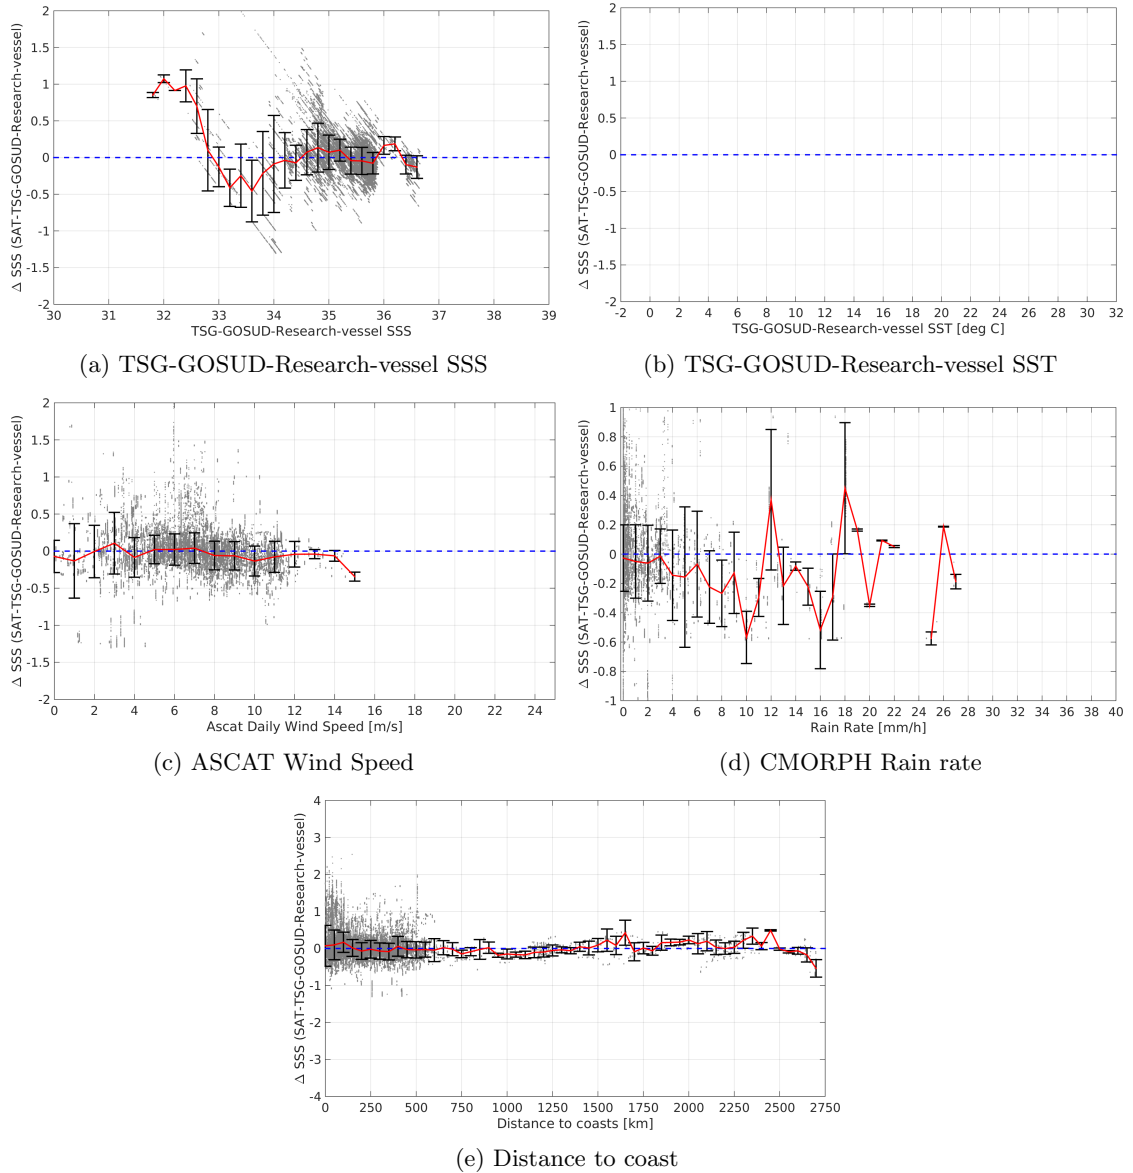 Δ SSS (SAT-TSG-GOSUD-Research-vessel)
2
1.5
1
0.5
0
-0.5
-1
-1.5
-2
30 31 32 33 34 35 36 37 38 39
TSG-GOSUD-Research-vessel SSS
(a) TSG-GOSUD-Research-vessel SSS
Δ SSS (SAT-TSG-GOSUD-Research-vessel)
2
1.5
1
0.5
0
-0.5
-1
-1.5
-2
-2 0 2 4 6 8 10 12 14 16 18 20 22 24 26 28 30 32
TSG-GOSUD-Research-vessel SST [deg C]
(b) TSG-GOSUD-Research-vessel SST
Δ SSS (SAT-TSG-GOSUD-Research-vessel)
2
1.5
1
0.5
0
-0.5
-1
-1.5
-2
0 2 4 6 8 10 12 14 16 18 20 22 24
Ascat Daily Wind Speed [m/s]
(c) ASCAT Wind Speed
Δ SSS (SAT-TSG-GOSUD-Research-vessel)
1
0.8
0.6
0.4
0.2
0
-0.2
-0.4
-0.6
-0.8
-1
0 2 4 6 8 10 12 14 16 18 20 22 24 26 28 30 32 34 36 38 40
Rain Rate [mm/h]
(d) CMORPH Rain rate
Δ SSS (SAT-TSG-GOSUD-Research-vessel)
4
3
2
1
0
-1
-2
-3
-4
0 250 500 750 1000 1250 1500 1750 2000 2250 2500 2750
Distance to coasts [km]
(e) Distance to coast